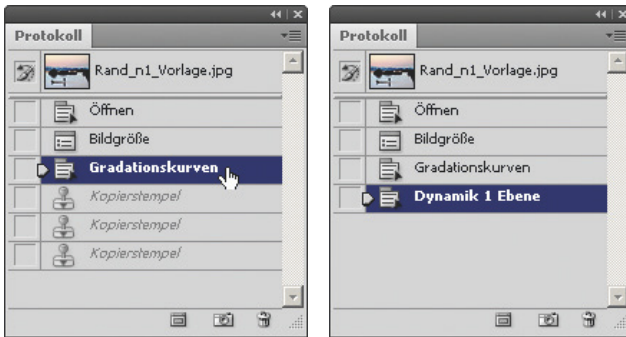 Protokoll
Rand_n1_Vorlage.jpg
Öffnen
Bildgröße
Gradationskurven
Kopierstempel
Kopierstempel
Kopierstempel
Protokoll
Rand_n1_Vorlage.jpg
Öffnen
Bildgröße
Gradationskurven
Dynamik 1 Ebene